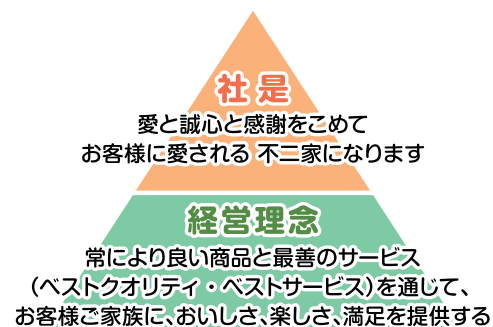 社是
愛と誠心と感謝をこめて
お客様に愛される 不二家になります
経営理念
常により良い商品と最善のサービス
(ベストクオリティ・ベストサービス)を通じて、
お客様ご家族に、おいしさ、楽しさ、満足を提供する